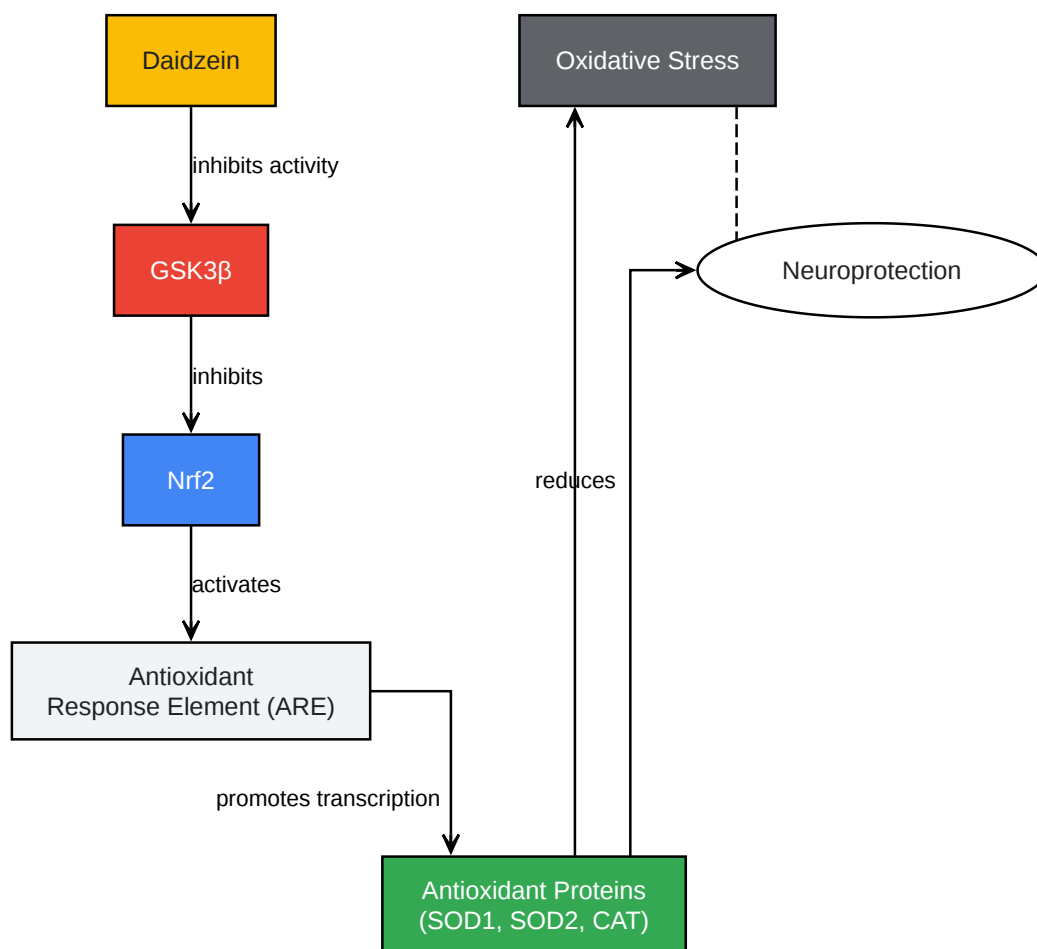 Daidzein
Oxidative Stress
inhibits activity
GSK3β
Neuroprotection
inhibits
Nrf2
reduces
activates
Antioxidant
Response Element (ARE)
promotes transcription
Antioxidant Proteins
(SOD1, SOD2, CAT)